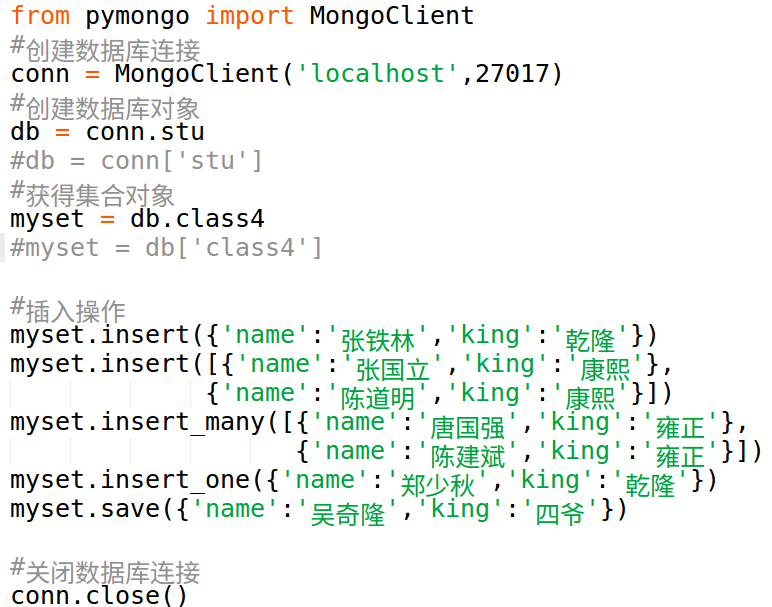 from pymongo import MongoClient
#创建数据库连接
conn = MongoClient('localhost',27017)
#创建数据库对象
db = conn.stu
#db = conn['stu']
#获得集合对象
myset = db.class4
#myset = db['class4']
#插入操作
myset.insert({'name':'张铁林','king':'乾隆'})
myset.insert([{'name':'张国立','king':'康熙'},
{'name':'陈道明','king':'康熙'}])
myset.insert_many([{'name':'唐国强','king':'雍正'},
{'name':'陈建斌','king':'雍正'}])
myset.insert_one({'name':'郑少秋','king':'乾隆'})
myset.save({'name':'吴奇隆','king':'四爷'})
#关闭数据库连接
conn.close()